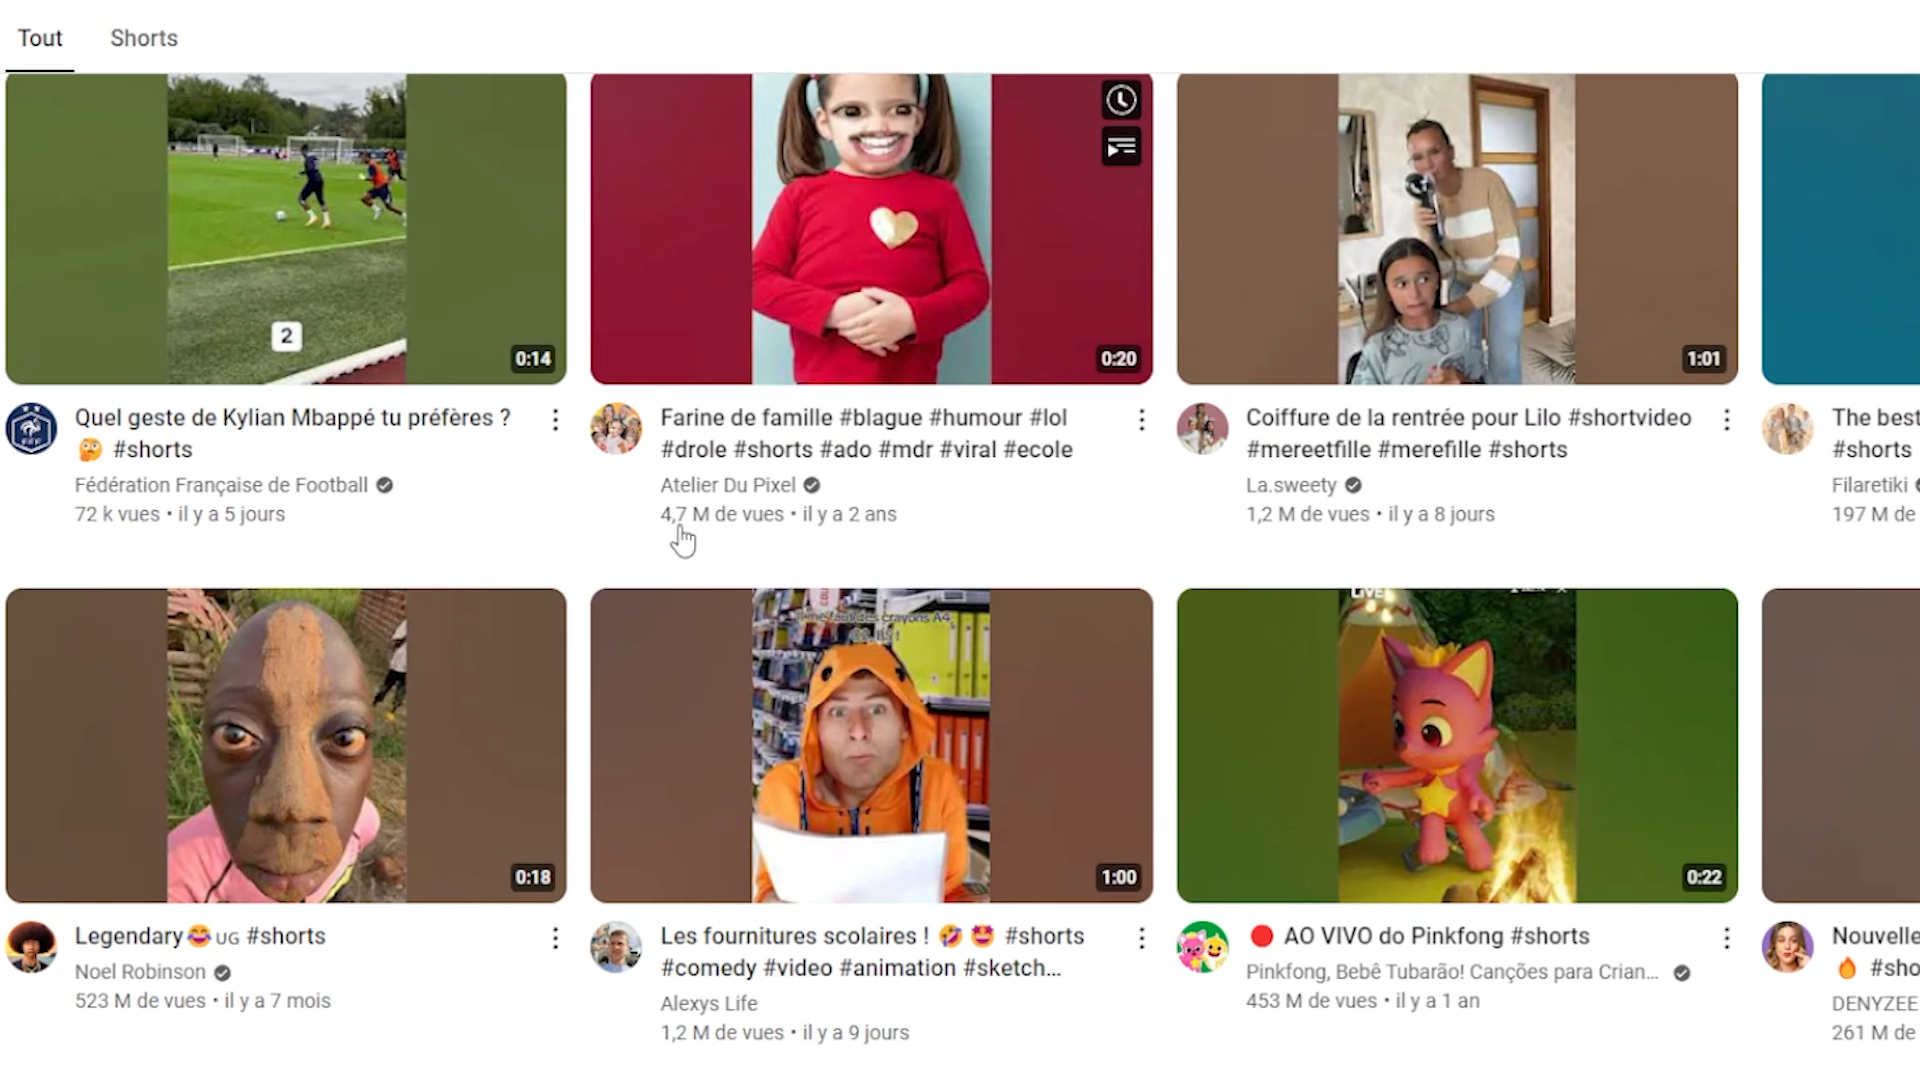 Tout
Shorts
2
0:14
0:20
1:01
Quel geste de Kylian Mbappé tu préfères ?
🤔 #shorts
Fédération Française de Football
72 k vues • il y a 5 jours
Farine de famille #blague #humour #lol
#drole #shorts #ado #mdr #viral #ecole
Atelier Du Pixel
4,7 M de vues • il y a 2 ans
Coiffure de la rentrée pour Lilo #shortvideo
#mereetfille #merefille #shorts
La.sweety
1,2 M de vues • il y a 8 jours
The best
#shorts
Filaretiki
197 M de
crayons A4,
LIVE
0:18
1:00
0:22
Legendary😂 UG #shorts
Noel Robinson
523 M de vues • il y a 7 mois
Les fournitures scolaires ! 🤣 🤩 #shorts
#comedy #video #animation #sketch...
Alexys Life
1,2 M de vues • il y a 9 jours
🔴 AO VIVO do Pinkfong #shorts
Pinkfong, Bebê Tubarão! Canções para Crian...
453 M de vues • il y a 1 an
Nouvelle
🔥 #sho
DENYZEE
261 M de